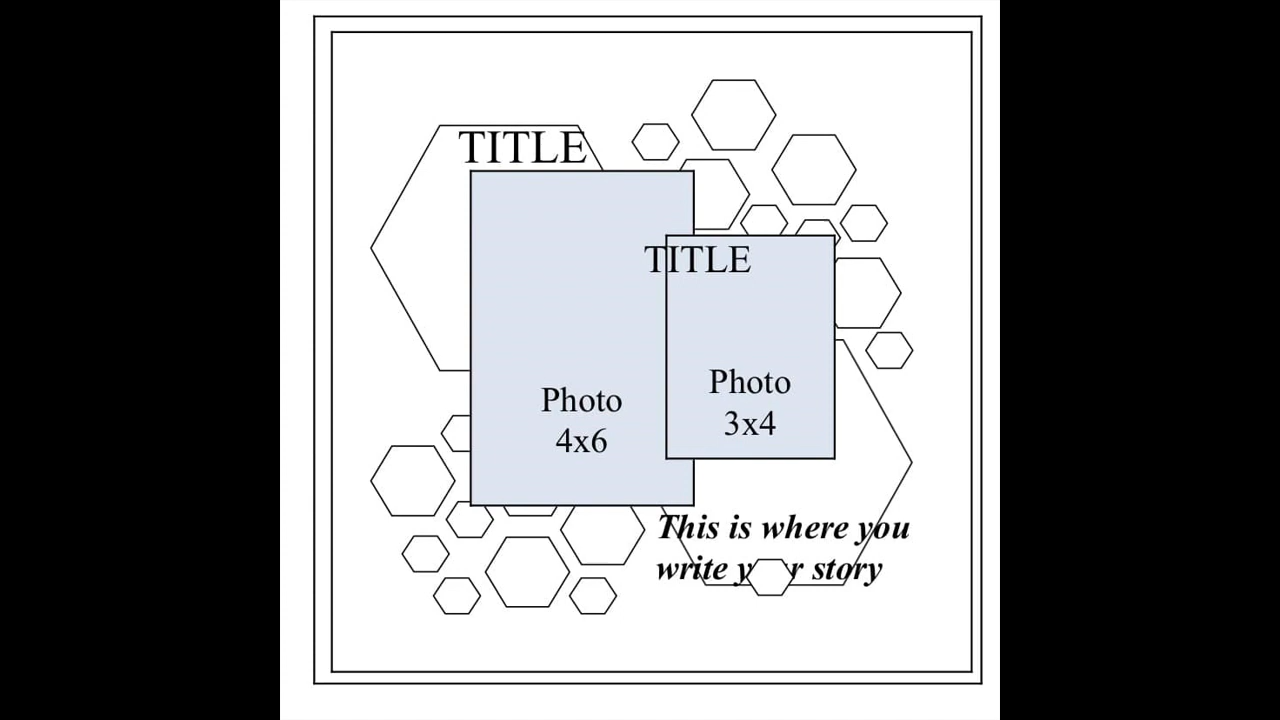 TITLE
TITLE
Photo
4x6
Photo
3x4
This is where you
write y r story